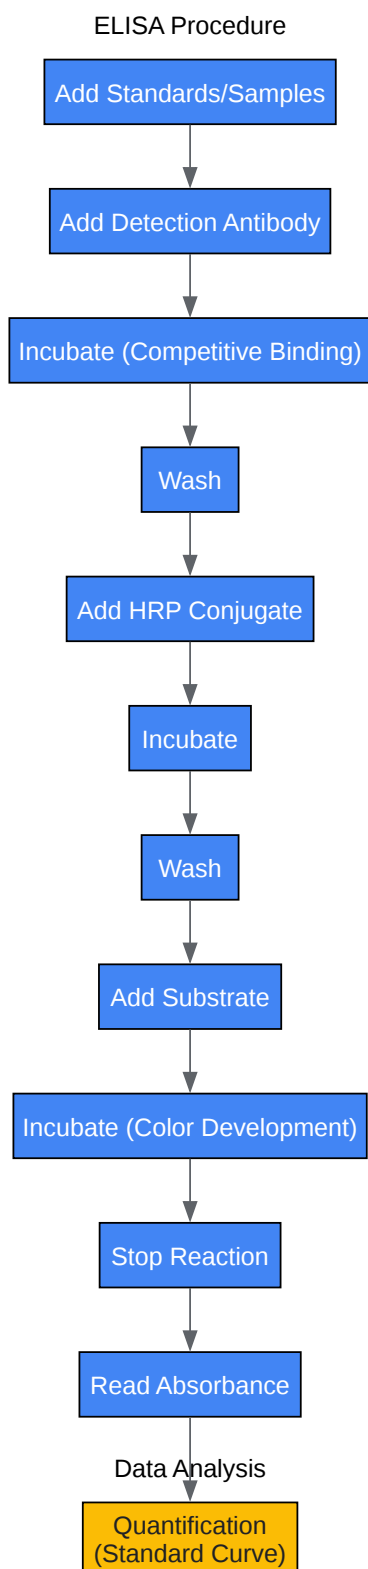 ELISA Procedure
Add Standards/Samples
Add Detection Antibody
Incubate (Competitive Binding)
Wash
Add HRP Conjugate
Incubate
Wash
Add Substrate
Incubate (Color Development)
Stop Reaction
Read Absorbance
Data Analysis
Quantification
(Standard Curve)